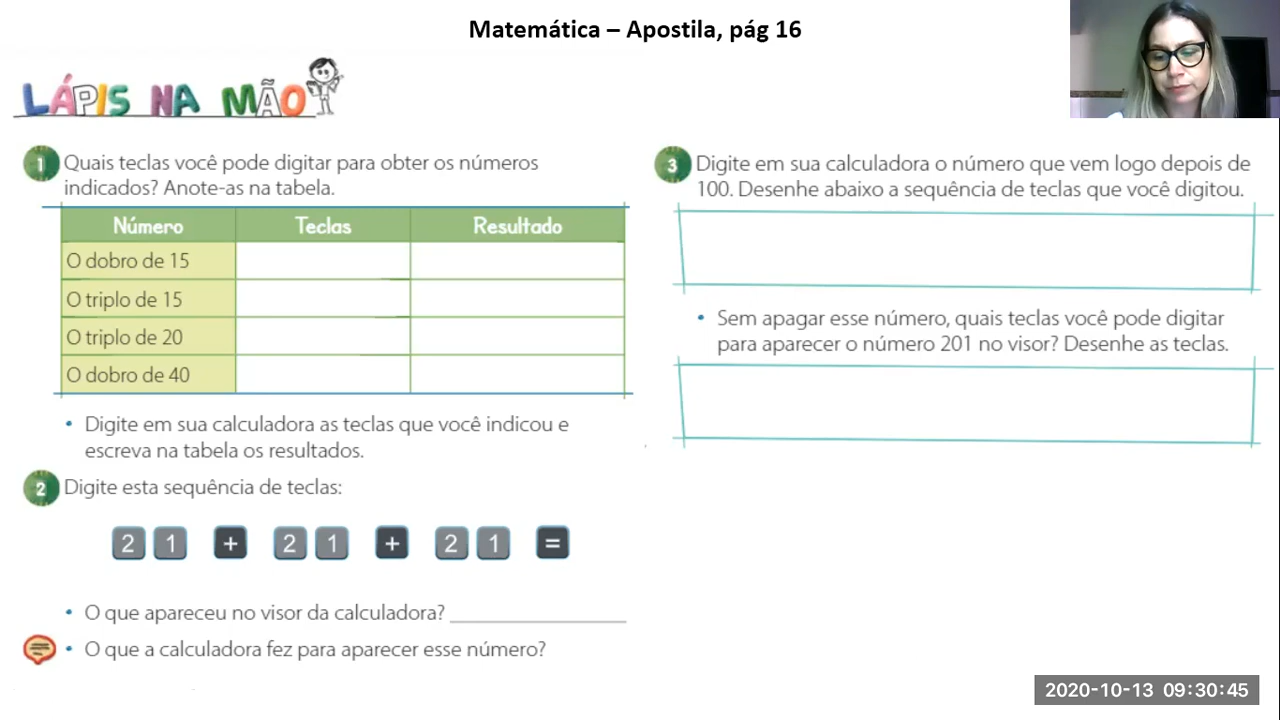 Matemática – Apostila, pág 16
LÁPIS NA MÃO
1 Quais teclas você pode digitar para obter os números
indicados? Anote-as na tabela.
Número Teclas Resultado
O dobro de 15
O triplo de 15
O triplo de 20
O dobro de 40
• Digite em sua calculadora as teclas que você indicou e
escreva na tabela os resultados.
2 Digite esta sequência de teclas:
2 1 + 2 1 + 2 1 =
• O que apareceu no visor da calculadora?
• O que a calculadora fez para aparecer esse número?
3 Digite em sua calculadora o número que vem logo depois de
100. Desenhe abaixo a sequência de teclas que você digitou.
• Sem apagar esse número, quais teclas você pode digitar
para aparecer o número 201 no visor? Desenhe as teclas.
2020-10-13 09:30:45